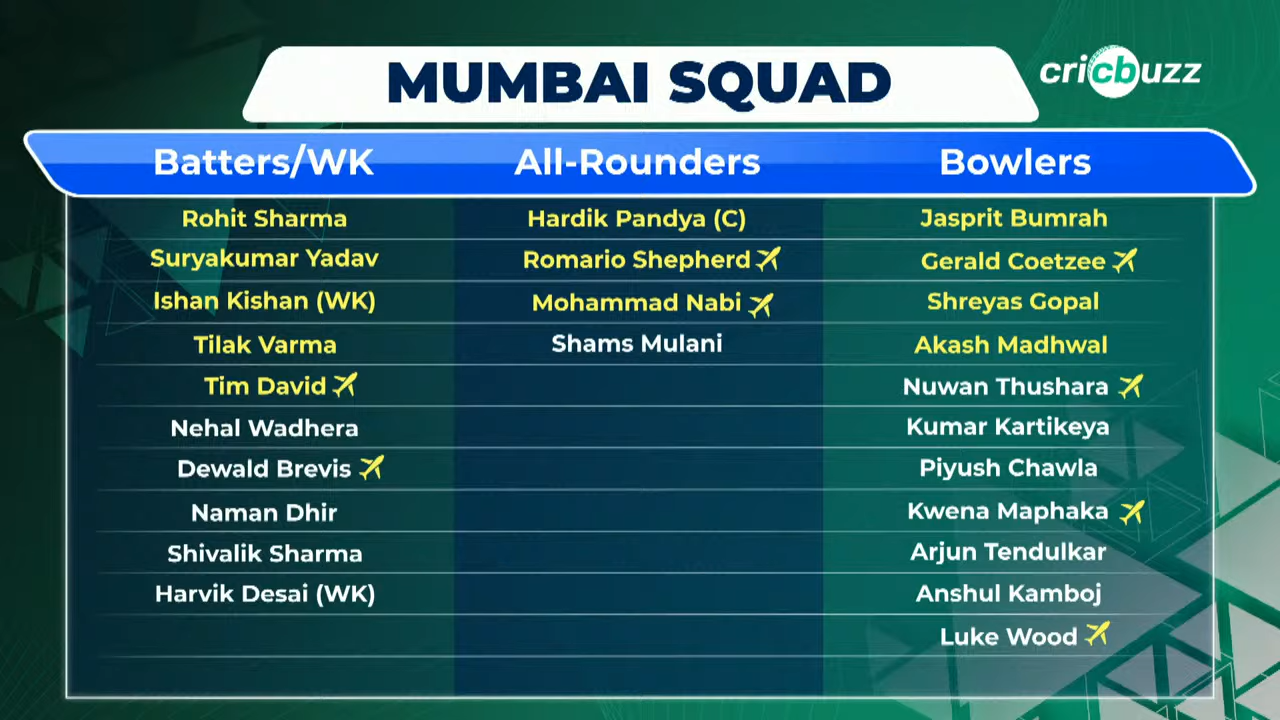 MUMBAI SQUAD
cricbuzz
Batters/WK All-Rounders Bowlers
Rohit Sharma Hardik Pandya (C) Jasprit Bumrah
Suryakumar Yadav Romario Shepherd Gerald Coetzee
Ishan Kishan (WK) Mohammad Nabi Shreyas Gopal
Tilak Varma Shams Mulani Akash Madhwal
Tim David Nuwan Thushara
Nehal Wadhera Kumar Kartikeya
Dewald Brevis Piyush Chawla
Naman Dhir Kwena Maphaka
Shivalik Sharma Arjun Tendulkar
Harvik Desai (WK) Anshul Kamboj
Luke Wood